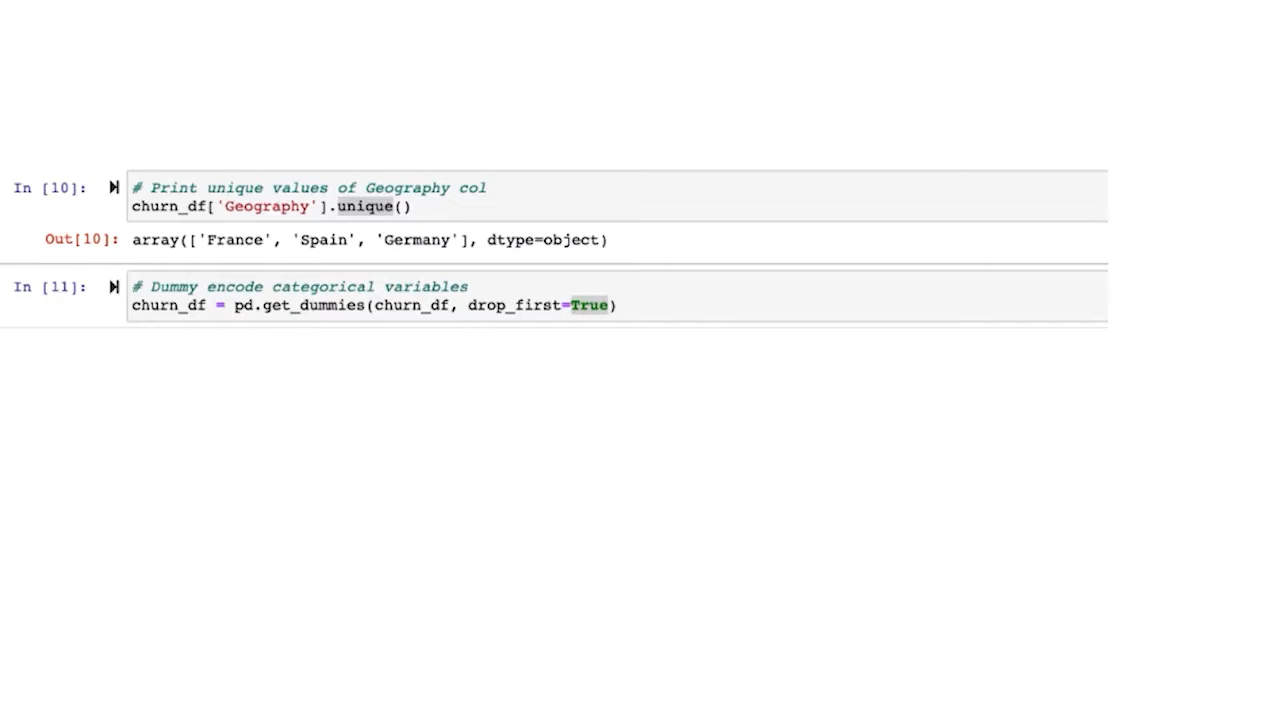 In [10]:
# Print unique values of Geography col
churn_df['Geography'].unique()
Out[10]: array(['France', 'Spain', 'Germany'], dtype=object)
In [11]:
# Dummy encode categorical variables
churn_df = pd.get_dummies(churn_df, drop_first=True)